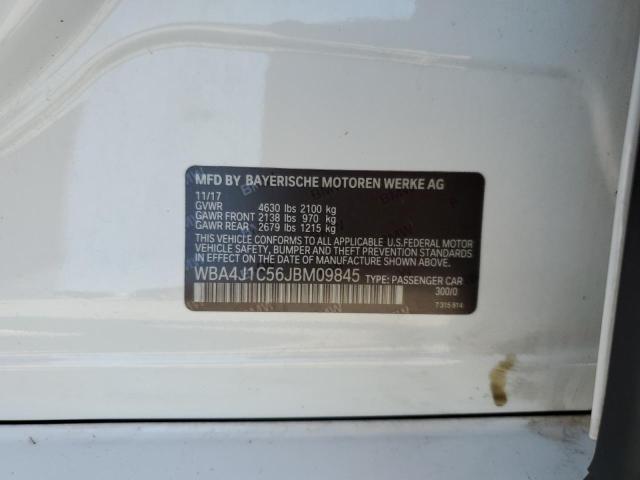 MFD BY BAYERISCHE MOTOREN WERKE AG
11/17
GVWR 4630 lbs 2100 kg
GAWR FRONT 2138 lbs 970 kg
GAWR REAR 2679 lbs 1215 kg
THIS VEHICLE CONFORMS TO ALL APPLICABLE U.S.FEDERAL MOTOR
VEHICLE SAFETY, BUMPER AND THEFT PREVENTION STANDARDS
IN EFFECT ON THE DATE OF MANUFACTURE SHOWN ABOVE.
WBA4J1C56JBM09845 TYPE: PASSENGER CAR
300/0
7 315 914